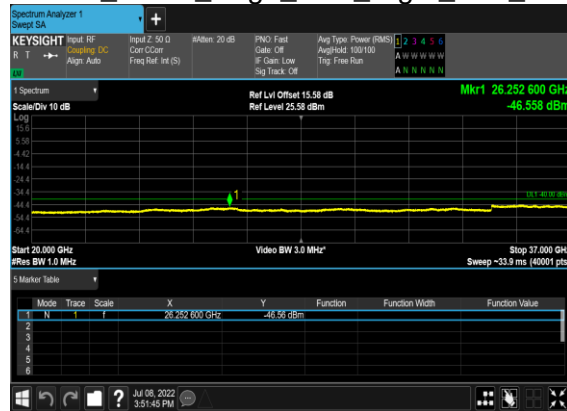 Spectrum Analyzer 1
Swept SA
+
KEYSIGHT Input: RF Input Z: 50 Ω #Atten: 20 dB PNO: Fast Avg Type: Power (RMS) 1 2 3 4 5 6
R T Coupling: DC Corr CCorr Gate: Off Avg|Hold: 100/100 A W W W W W
Align: Auto Freq Ref: Int (S) IF Gain: Low Trig: Free Run
Sig Track: Off A N N N N N
1 Spectrum Ref Lvl Offset 15.58 dB Mkr1 26.252 600 GHz
Scale/Div 10 dB Ref Level 25.58 dBm -46.558 dBm
Log
15.6
5.58
-4.42
-14.4
-24.4
-34.4 1 DL1 -40.00 dBm
-44.4
-54.4
-64.4
Start 20.000 GHz Video BW 3.0 MHz* Stop 37.000 GHz
#Res BW 1.0 MHz Sweep ~33.9 ms (40001 pts)
5 Marker Table
Mode Trace Scale X Y Function Function Width Function Value
1 N 1 f 26.252 600 GHz -46.56 dBm
2
3
4
5
6
? Jul 08, 2022
3:51:45 PM